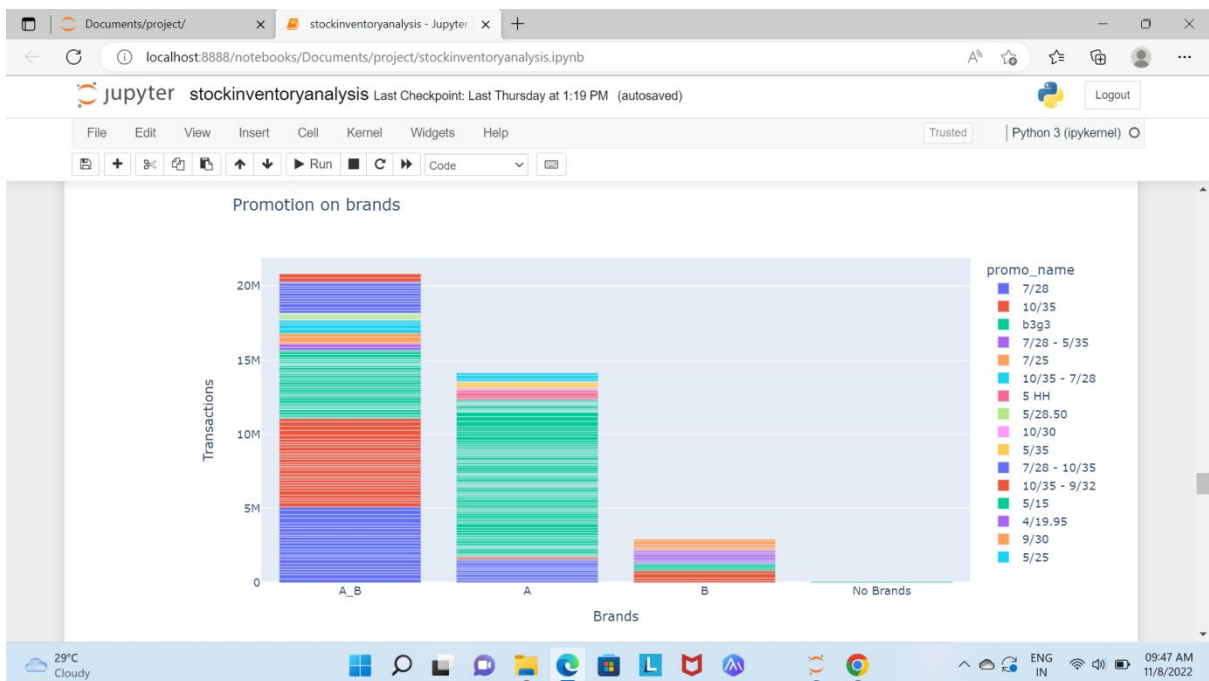 Documents/project/
stockinventoryanalysis - Jupyter
localhost:8888/notebooks/Documents/project/stockinventoryanalysis.ipynb
jupyter stockinventoryanalysis Last Checkpoint: Last Thursday at 1:19 PM (autosaved)
Logout
File Edit View Insert Cell Kernel Widgets Help
Trusted Python 3 (ipykernel)
Run Code
Promotion on brands
promo_name
7/28
10/35
b3g3
7/28 - 5/35
7/25
10/35 - 7/28
5 HH
5/28.50
10/30
5/35
7/28 - 10/35
10/35 - 9/32
5/15
4/19.95
9/30
5/25
20M
15M
10M
5M
0
Transactions
A_B A B No Brands
Brands
29°C
Cloudy
ENG
IN
09:47 AM
11/8/2022